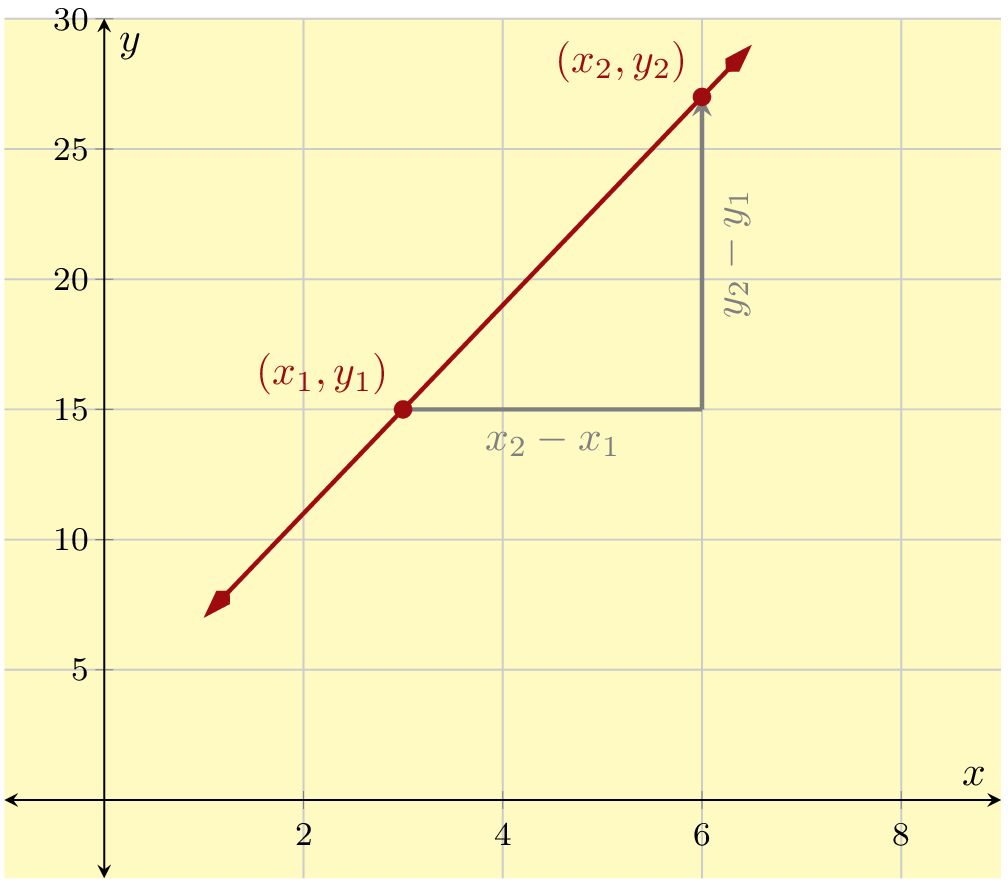 30
y
(x₂, y₂)
25
y₂ − y₁
20
(x₁, y₁)
15
x₂ − x₁
10
5
x
2 4 6 8